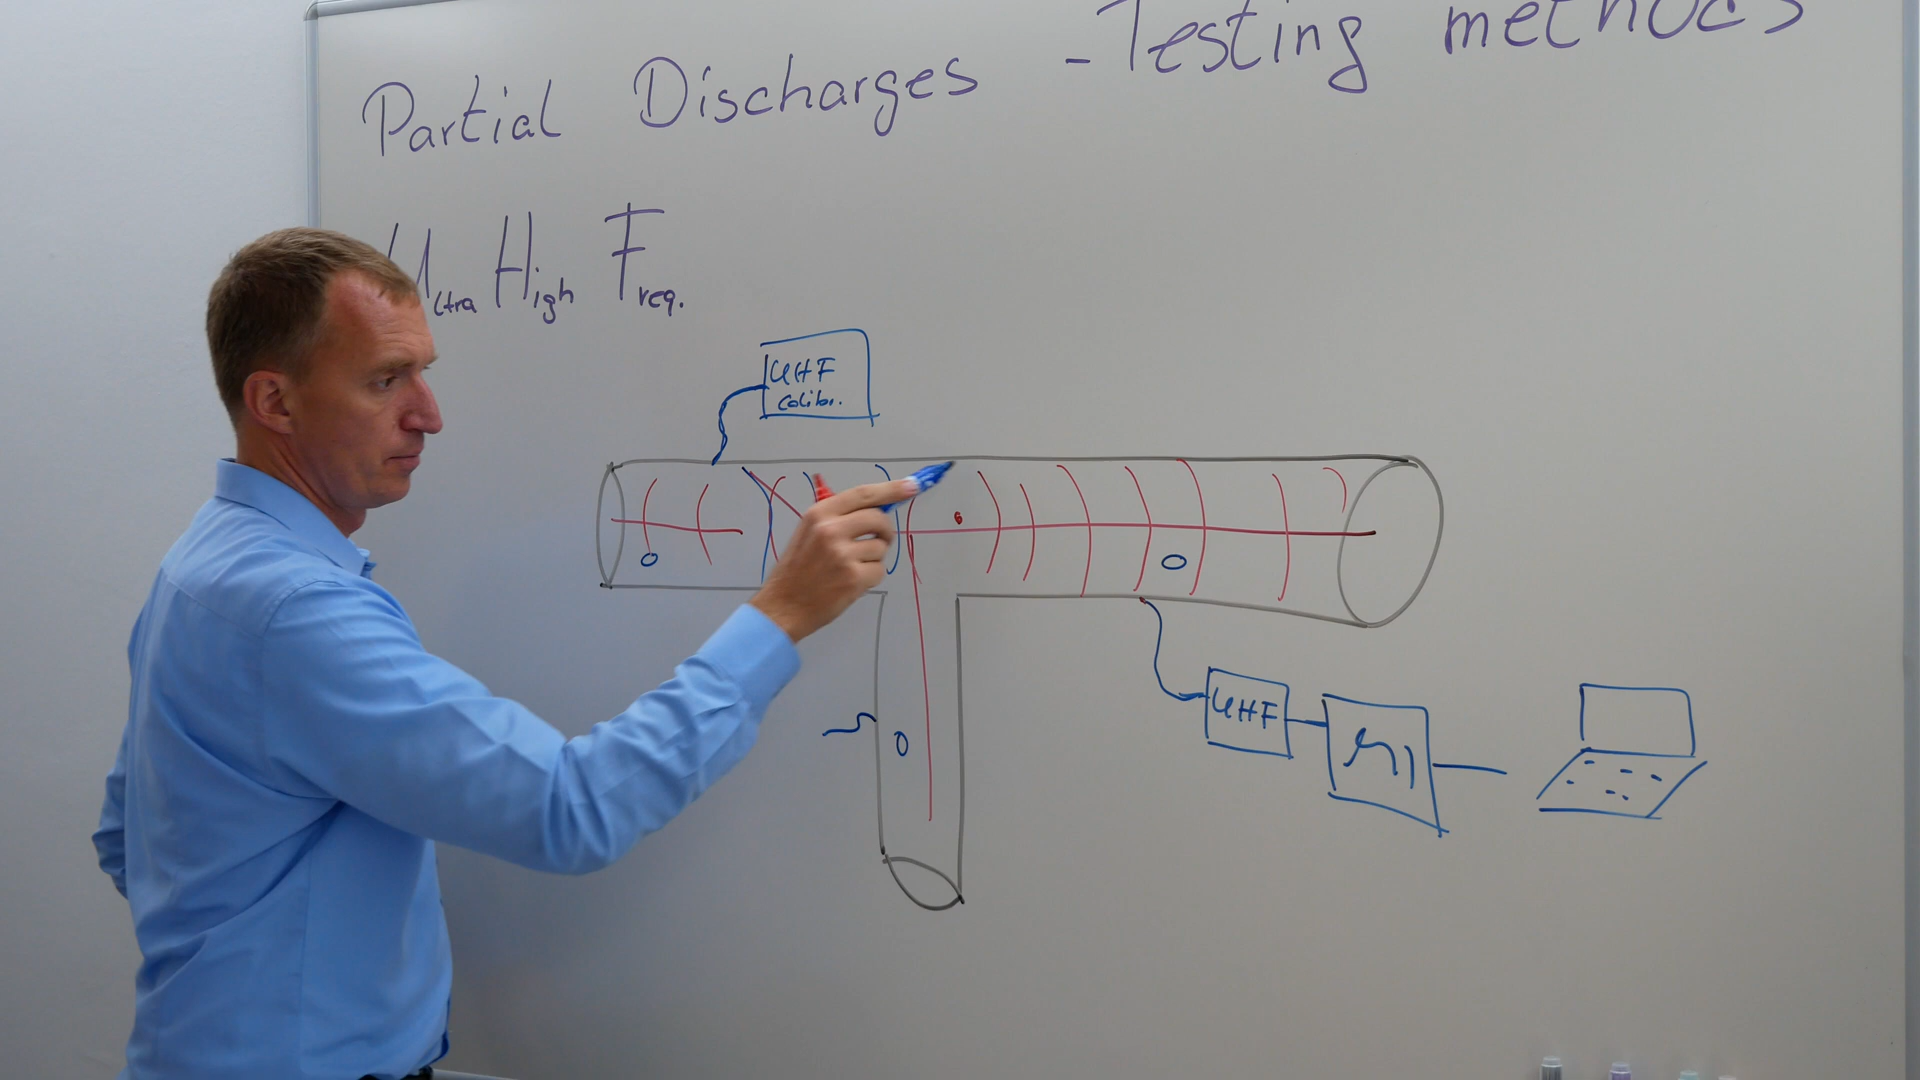 Partial Discharges - Testing methods
Ultra High Freq.
UHF
Calibr.
UHF